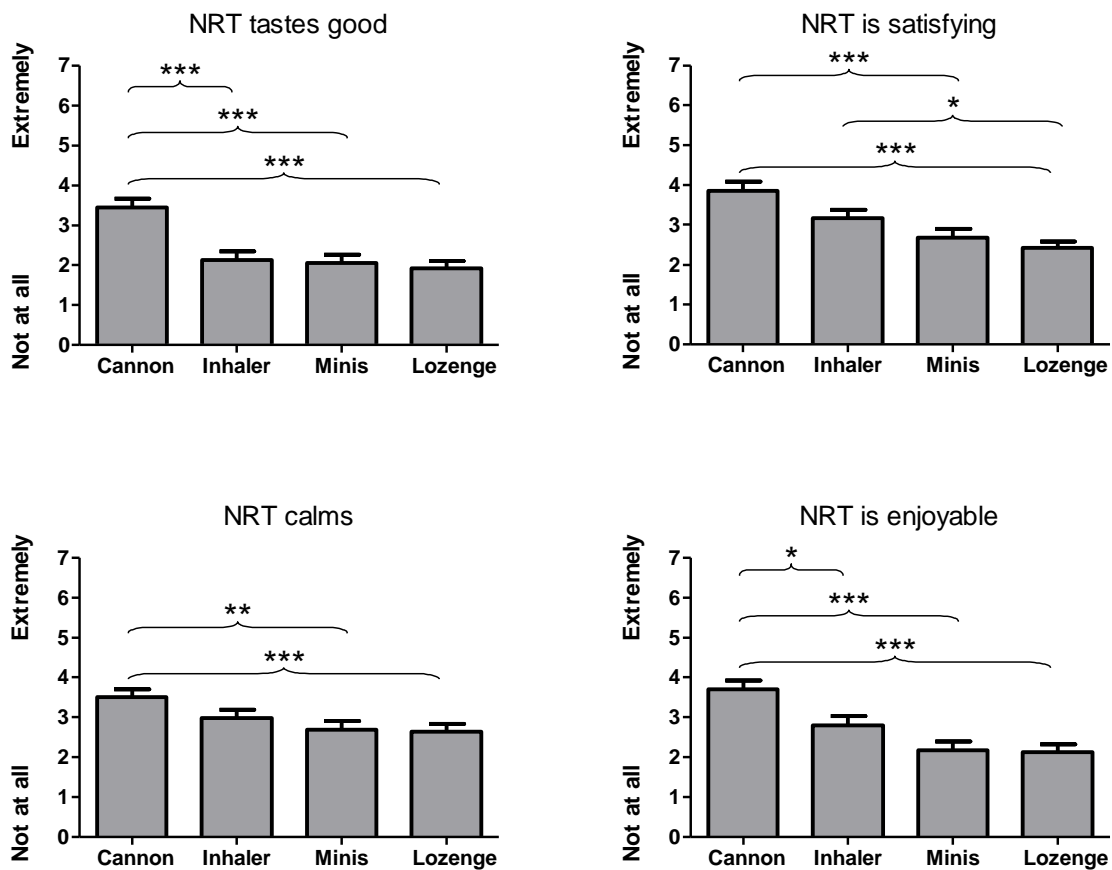 NRT tastes good
Extremely
Not at all
7
6
5
4
3
2
1
0
***
***
***
Cannon Inhaler Minis Lozenge
NRT is satisfying
Extremely
Not at all
7
6
5
4
3
2
1
0
***
*
***
Cannon Inhaler Minis Lozenge
NRT calms
Extremely
Not at all
7
6
5
4
3
2
1
0
**
***
Cannon Inhaler Minis Lozenge
NRT is enjoyable
Extremely
Not at all
7
6
5
4
3
2
1
0
*
***
***
Cannon Inhaler Minis Lozenge